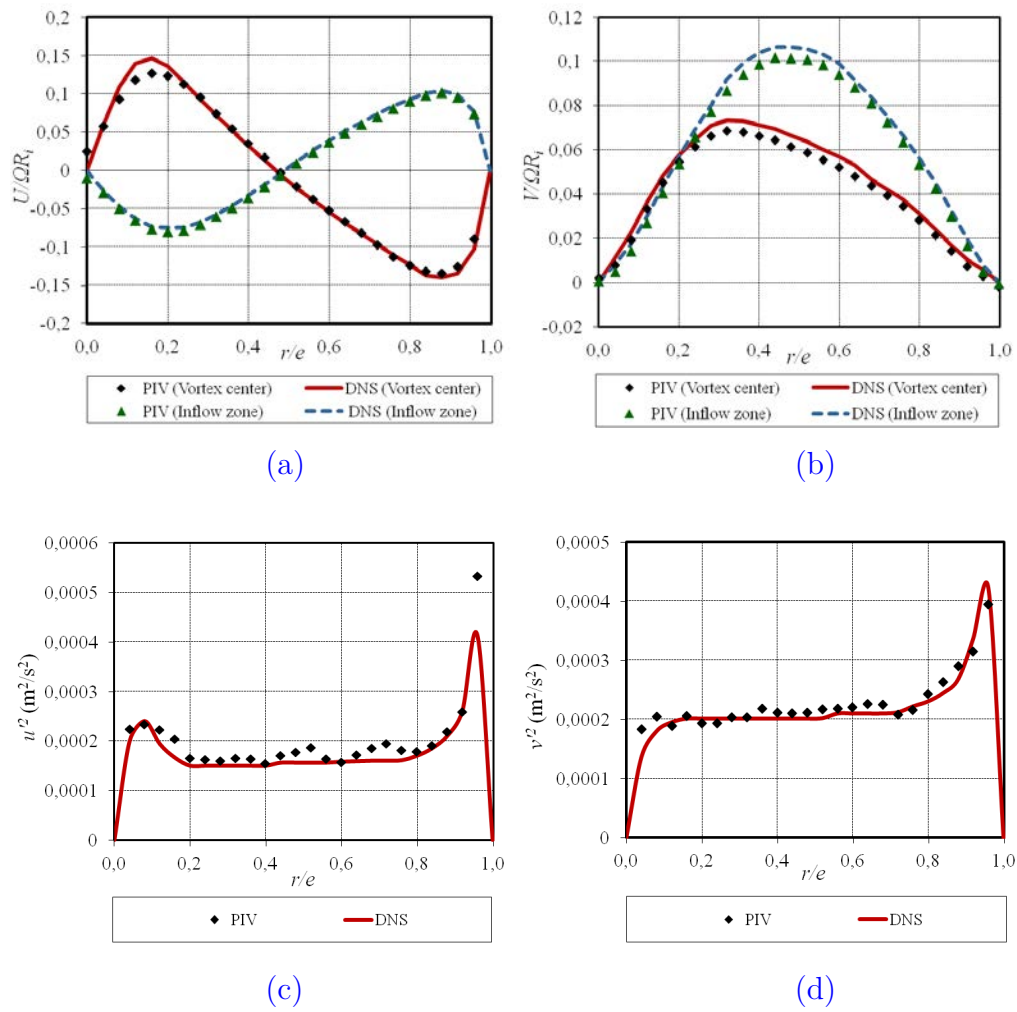 0,2
0,15
0,1
0,05
0
-0,05
-0,1
-0,15
-0,2
U/ΩRᵢ
0,0 0,2 0,4 0,6 0,8 1,0
r/e
PIV (Vortex center) DNS (Vortex center)
PIV (Inflow zone) DNS (Inflow zone)
(a)
0,12
0,1
0,08
0,06
0,04
0,02
0
-0,02
V/ΩRᵢ
0,0 0,2 0,4 0,6 0,8 1,0
r/e
PIV (Vortex center) DNS (Vortex center)
PIV (Inflow zone) DNS (Inflow zone)
(b)
0,0006
0,0005
0,0004
0,0003
0,0002
0,0001
0
u'² (m²/s²)
0,0 0,2 0,4 0,6 0,8 1,0
r/e
PIV DNS
(c)
0,0005
0,0004
0,0003
0,0002
0,0001
0
v'² (m²/s²)
0,0 0,2 0,4 0,6 0,8 1,0
r/e
PIV DNS
(d)